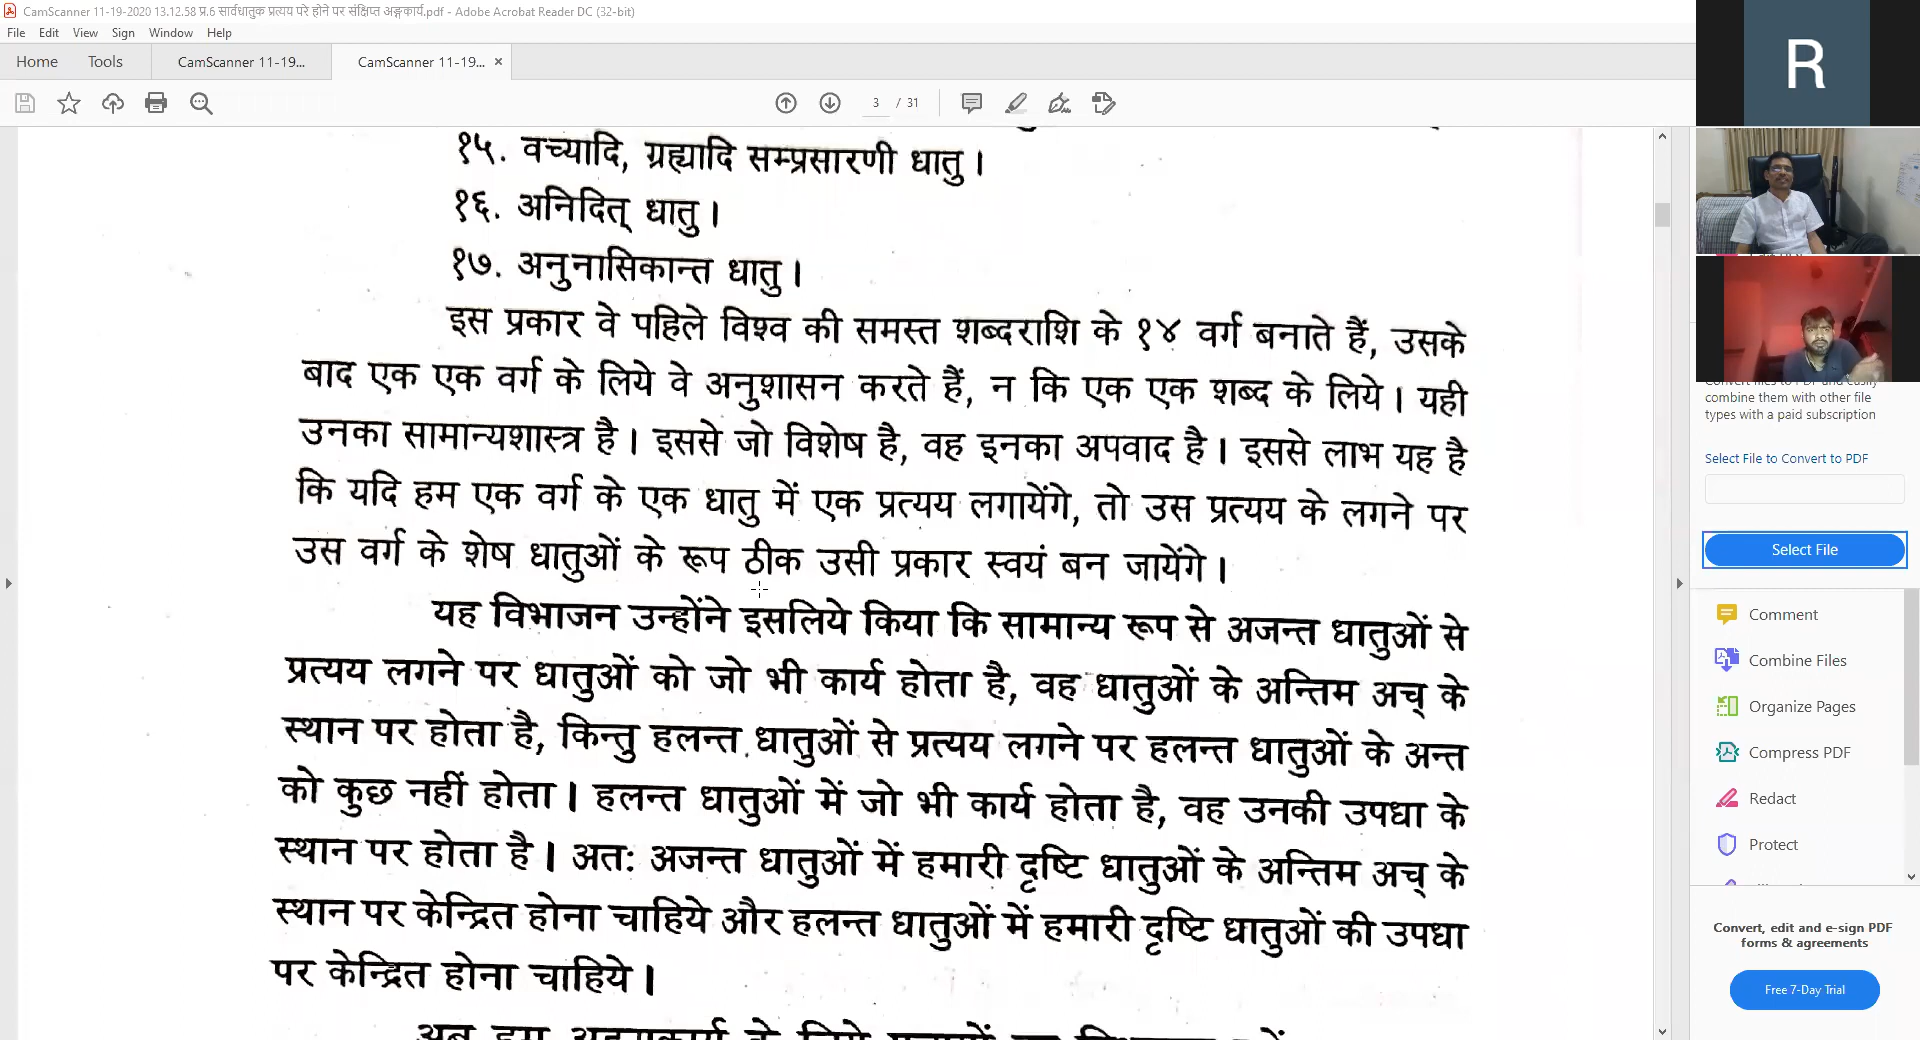 CamScanner 11-19-2020 13.12.58 प्र.6 सार्वधातुक प्रत्यय परे होने पर संक्षिप्त अङ्गकार्य.pdf - Adobe Acrobat Reader DC (32-bit)
File Edit View Sign Window Help
Home Tools CamScanner 11-19... CamScanner 11-19... ×
3 / 31
१५. वच्यादि, ग्रह्यादि सम्प्रसारणी धातु।
१६. अनिदित् धातु।
१७. अनुनासिकान्त धातु।
इस प्रकार वे पहिले विश्व की समस्त शब्दराशि के १४ वर्ग बनाते हैं, उसके
बाद एक एक वर्ग के लिये वे अनुशासन करते हैं, न कि एक एक शब्द के लिये। यही
उनका सामान्यशास्त्र है। इससे जो विशेष है, वह इनका अपवाद है। इससे लाभ यह है
कि यदि हम एक वर्ग के एक धातु में एक प्रत्यय लगायेंगे, तो उस प्रत्यय के लगने पर
उस वर्ग के शेष धातुओं के रूप ठीक उसी प्रकार स्वयं बन जायेंगे।
यह विभाजन उन्होंने इसलिये किया कि सामान्य रूप से अजन्त धातुओं से
प्रत्यय लगने पर धातुओं को जो भी कार्य होता है, वह धातुओं के अन्तिम अच् के
स्थान पर होता है, किन्तु हलन्त धातुओं से प्रत्यय लगने पर हलन्त धातुओं के अन्त
को कुछ नहीं होता। हलन्त धातुओं में जो भी कार्य होता है, वह उनकी उपधा के
स्थान पर होता है। अतः अजन्त धातुओं में हमारी दृष्टि धातुओं के अन्तिम अच् के
स्थान पर केन्द्रित होना चाहिये और हलन्त धातुओं में हमारी दृष्टि धातुओं की उपधा
पर केन्द्रित होना चाहिये।
अब हम
R
Convert files to PDF and easily
combine them with other file
types with a paid subscription
Select File to Convert to PDF
Select File
Comment
Combine Files
Organize Pages
Compress PDF
Redact
Protect
Convert, edit and e-sign PDF
forms & agreements
Free 7-Day Trial